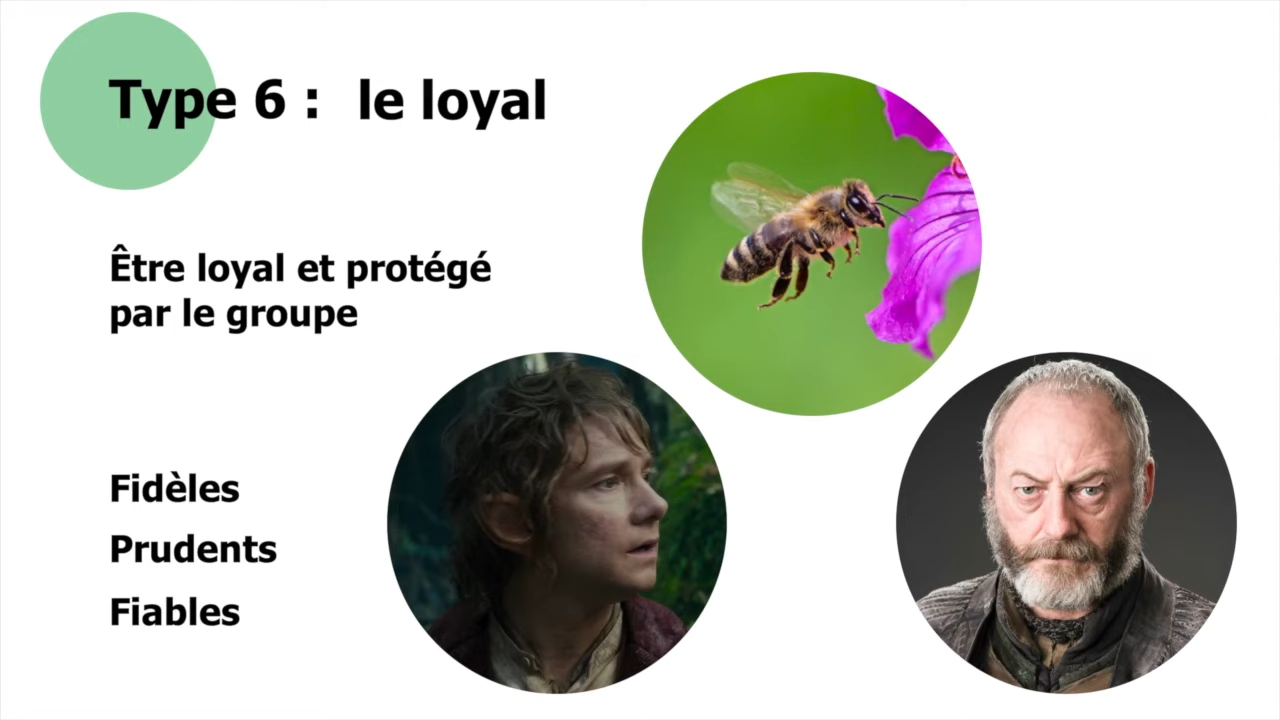 Type 6 : le loyal
Être loyal et protégé
par le groupe
Fidèles
Prudents
Fiables